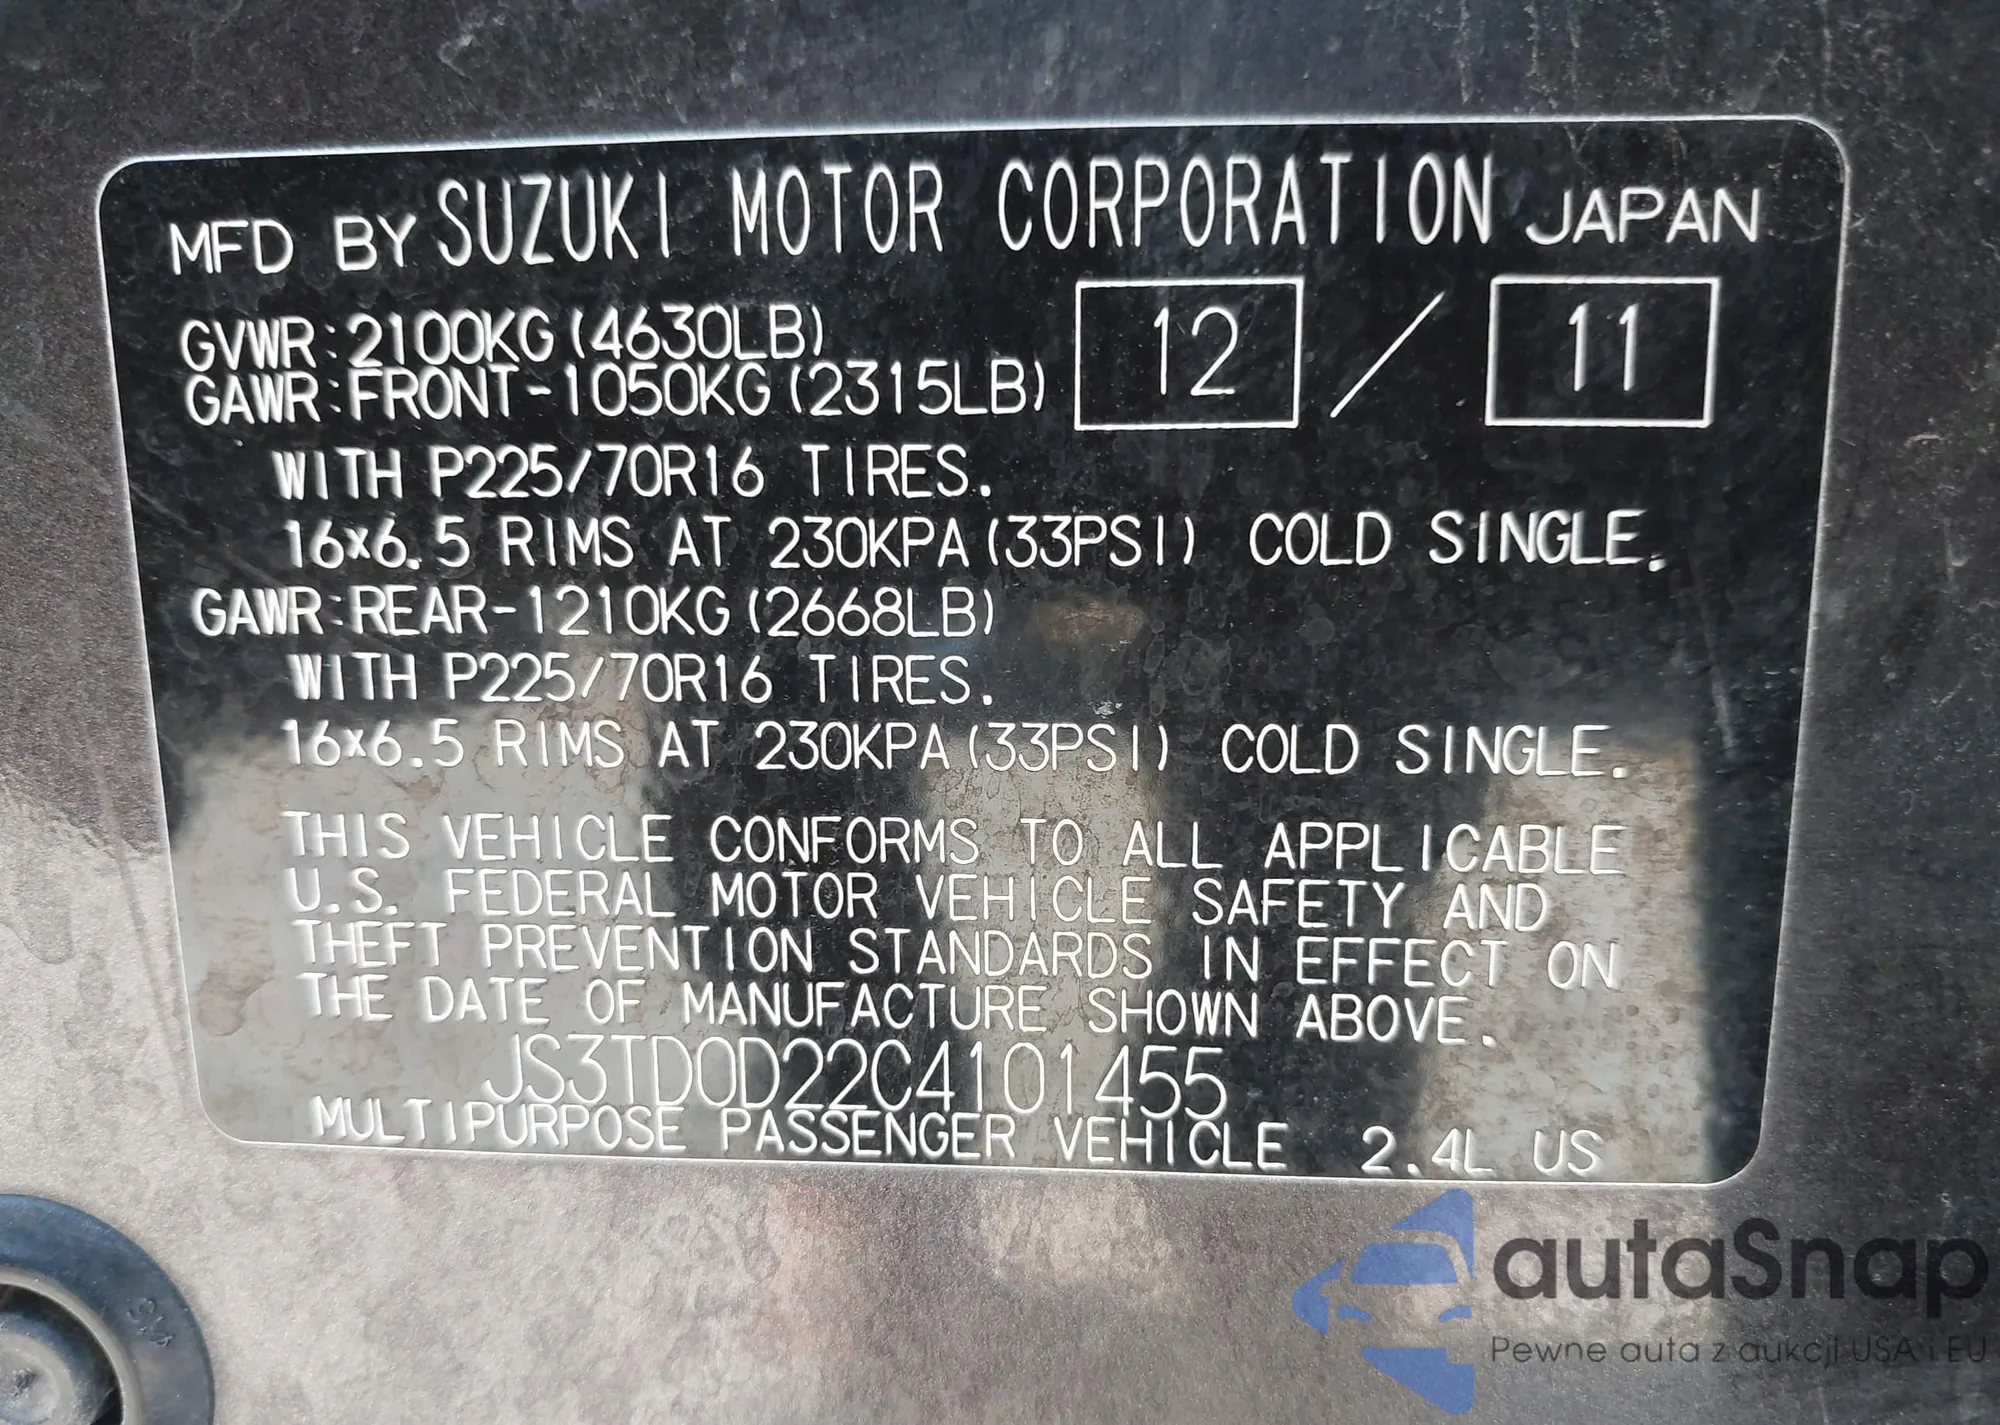 MFD BY SUZUKI MOTOR CORPORATION JAPAN
GVWR:2100KG(4630LB) 12 / 11
GAWR:FRONT-1050KG(2315LB)
WITH P225/70R16 TIRES.
16x6.5 RIMS AT 230KPA(33PSI) COLD SINGLE.
GAWR:REAR-1210KG(2668LB)
WITH P225/70R16 TIRES.
16x6.5 RIMS AT 230KPA(33PSI) COLD SINGLE.
THIS VEHICLE CONFORMS TO ALL APPLICABLE
U.S. FEDERAL MOTOR VEHICLE SAFETY AND
THEFT PREVENTION STANDARDS IN EFFECT ON
THE DATE OF MANUFACTURE SHOWN ABOVE.
JS3TD0D22C4101455
MULTIPURPOSE PASSENGER VEHICLE 2.4L US
autaSnap
Pewne auta z aukcji USA i EU